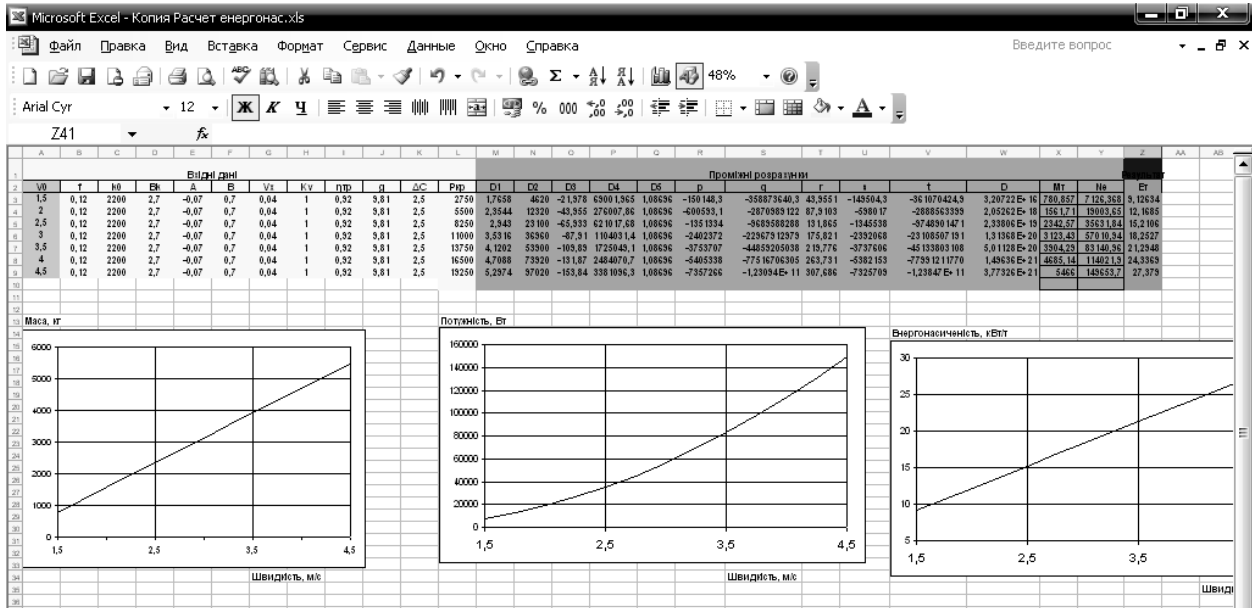 Microsoft Excel - Копия Расчет енергонас.xls
Файл Правка Вид Вставка Формат Сервис Данные Окно Справка Введите вопрос
48%
Arial Cyr 12 Ж К Ч % 000
Z41 fx
A B C D E F G H I J K L M N O P Q R S T U V W X Y Z AA AB
Вхідні дані Проміжні розрахунки Результат
V0 f k0 Вк A B Vx Kv ηтр g ΔC Ркр D1 D2 D3 D4 D5 p q r s t D Мт Ne Ет
1,5 0,12 2200 2,7 -0,07 0,7 0,04 1 0,92 9,81 2,5 2750 1,7658 4620 -21,978 69001,965 1,08696 -150148,3 -358873640,3 43,9551 -149504,3 -361070424,9 3,20722E+16 780,857 7126,368 9,12634
2 0,12 2200 2,7 -0,07 0,7 0,04 1 0,92 9,81 2,5 5500 2,3544 12320 -43,955 276007,86 1,08696 -600593,1 -2870989122 87,9103 -598017 -2888563399 2,05262E+18 1561,71 19003,65 12,1685
2,5 0,12 2200 2,7 -0,07 0,7 0,04 1 0,92 9,81 2,5 8250 2,943 23100 -65,933 621017,68 1,08696 -1351334 -9689588288 131,865 -1345538 -9748901471 2,33806E+19 2342,57 35631,84 15,2106
3 0,12 2200 2,7 -0,07 0,7 0,04 1 0,92 9,81 2,5 11000 3,5316 36960 -87,91 1104031,4 1,08696 -2402372 -22967912979 175,821 -2392068 -23108507191 1,31368E+20 3123,43 57010,94 18,2527
3,5 0,12 2200 2,7 -0,07 0,7 0,04 1 0,92 9,81 2,5 13750 4,1202 53900 -109,89 1725049,1 1,08696 -3753707 -44859205038 219,776 -3737606 -45133803108 5,01128E+20 3904,29 83140,96 21,2948
4 0,12 2200 2,7 -0,07 0,7 0,04 1 0,92 9,81 2,5 16500 4,7088 73920 -131,87 2484070,7 1,08696 -5405338 -77516706305 263,731 -5382153 -77991211770 1,49636E+21 4685,14 114021,9 24,3369
4,5 0,12 2200 2,7 -0,07 0,7 0,04 1 0,92 9,81 2,5 19250 5,2974 97020 -153,84 3381096,3 1,08696 -7357266 -1,23094E+11 307,686 -7325709 -1,23847E+11 3,77326E+21 5466 149653,7 27,379
Маса, кг
6000
5000
4000
3000
2000
1000
0
1,5 2,5 3,5 4,5
Швидкість, м/с
Потужність, Вт
160000
140000
120000
100000
80000
60000
40000
20000
0
1,5 2,5 3,5 4,5
Швидкість, м/с
Енергонасиченість, кВт/т
30
25
20
15
10
5
1,5 2,5 3,5